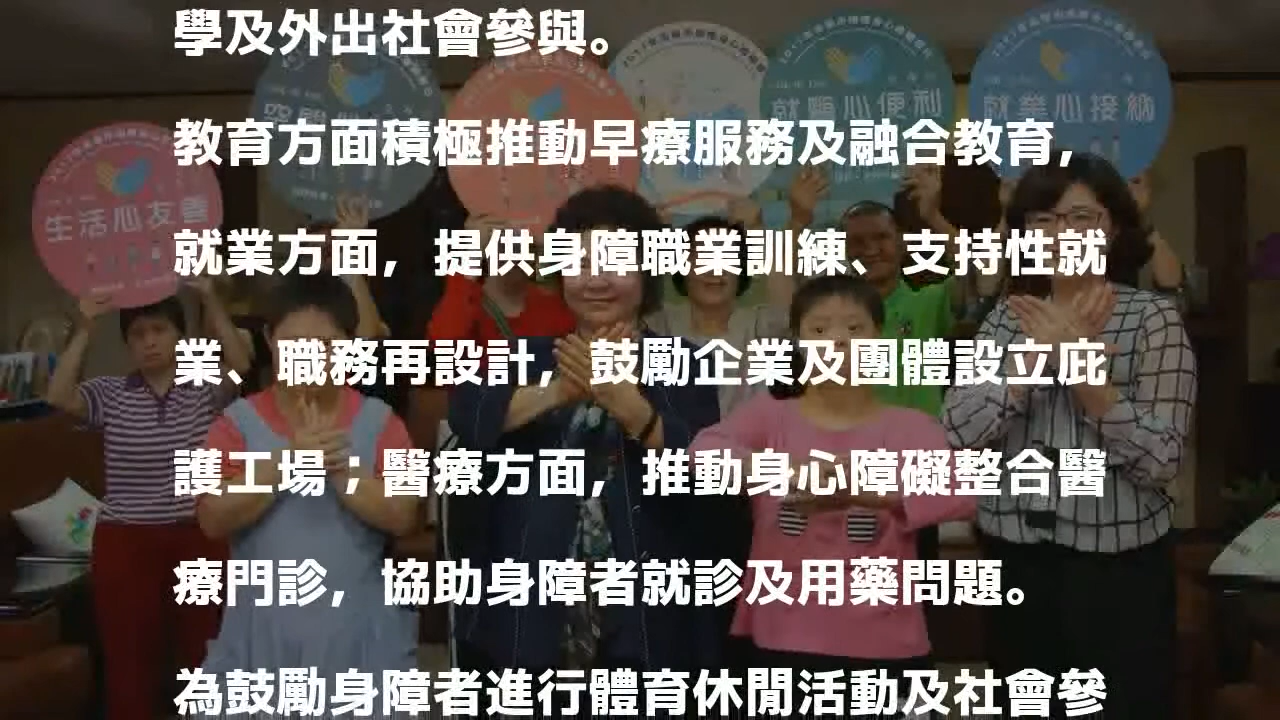 學及外出社會參與。
教育方面積極推動早療服務及融合教育，
就業方面，提供身障職業訓練、支持性就
業、職務再設計，鼓勵企業及團體設立庇
護工場；醫療方面，推動身心障礙整合醫
療門診，協助身障者就診及用藥問題。
為鼓勵身障者進行體育休閒活動及社會參
生活心友善
就醫心便利
就業心接納